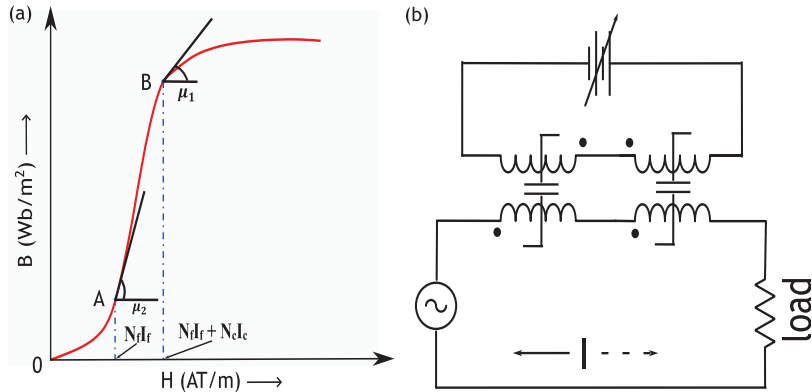 (a)
B
μ₁
B (Wb/m²) ⟶
A
μ₂
NfIf
NfIf + NcIc
0
H (AT/m) ⟶
(b)
I
load